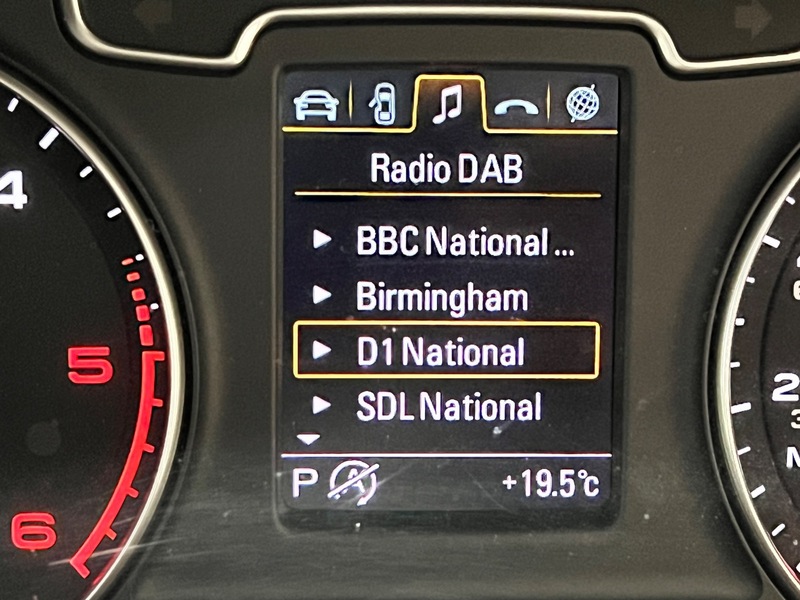 Radio DAB
BBC National ...
Birmingham
D1 National
SDL National
P A +19.5°c
4
5
6
2